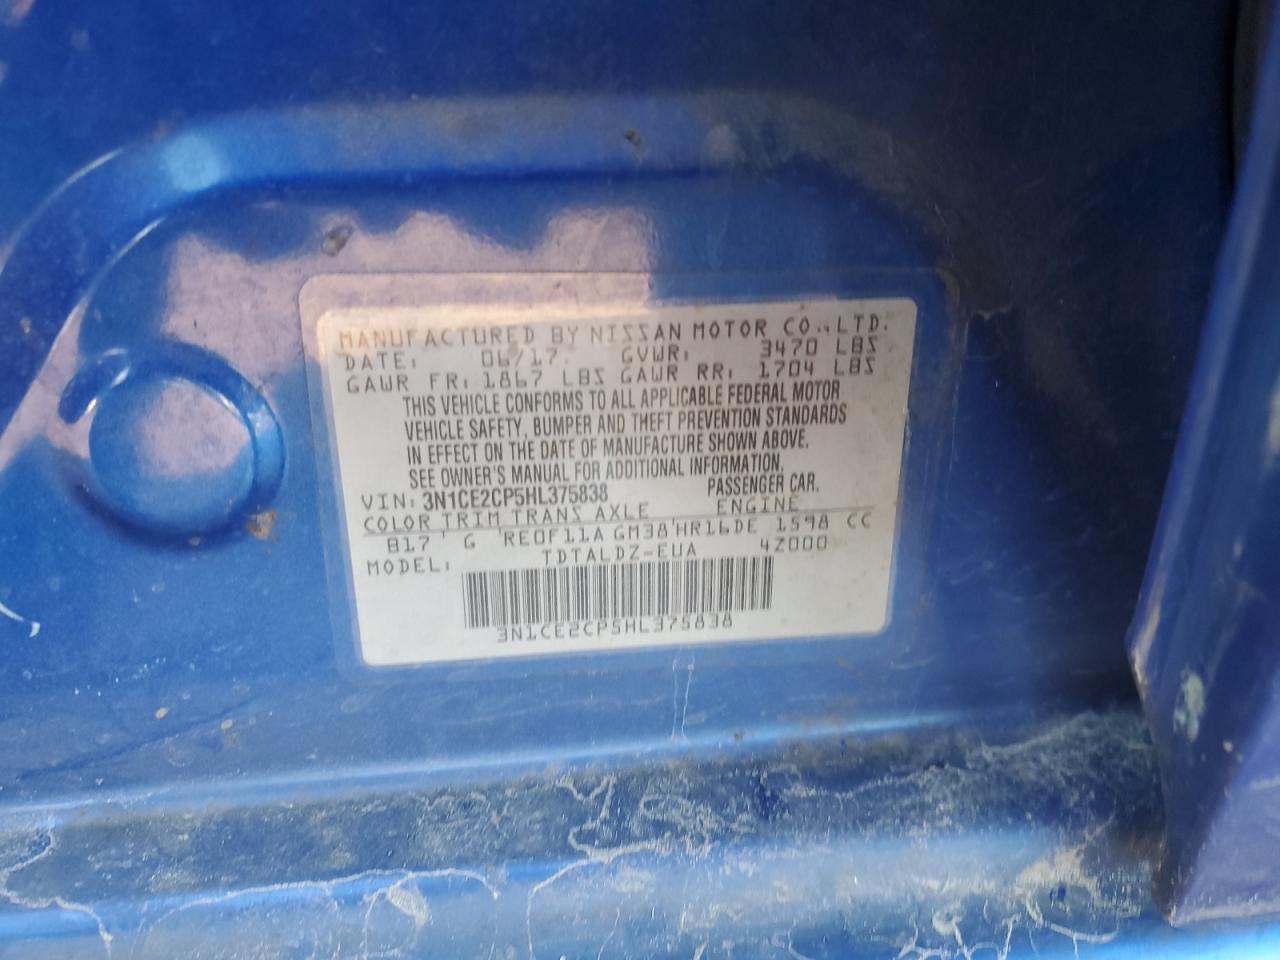 MANUFACTURED BY NISSAN MOTOR CO., LTD.
DATE: 06/17 GVWR: 3470 LBS
GAWR FR: 1867 LBS GAWR RR: 1704 LBS
THIS VEHICLE CONFORMS TO ALL APPLICABLE FEDERAL MOTOR
VEHICLE SAFETY, BUMPER AND THEFT PREVENTION STANDARDS
IN EFFECT ON THE DATE OF MANUFACTURE SHOWN ABOVE.
SEE OWNER'S MANUAL FOR ADDITIONAL INFORMATION.
VIN: 3N1CE2CP5HL375838 PASSENGER CAR.
COLOR TRIM TRANS AXLE ENGINE
B17 ' G ' RE0F11A GM38 ' HR16DE 1598 CC
MODEL: TDTALDZ-EUA 4Z000
3N1CE2CP5HL375838